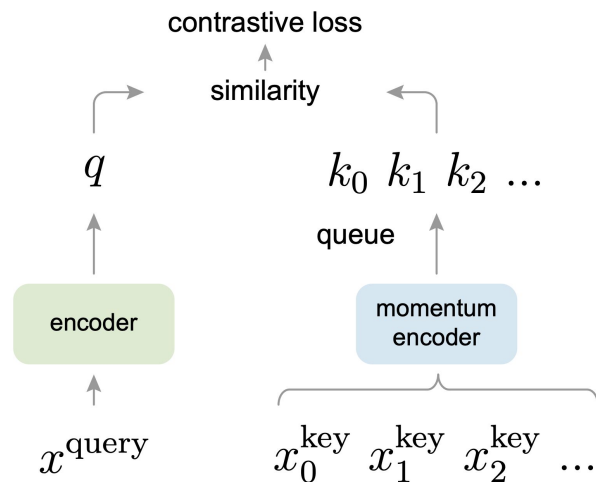 contrastive loss
similarity
q
k₀ k₁ k₂ ...
queue
encoder
momentum
encoder
x^query
x₀^key x₁^key x₂^key ...